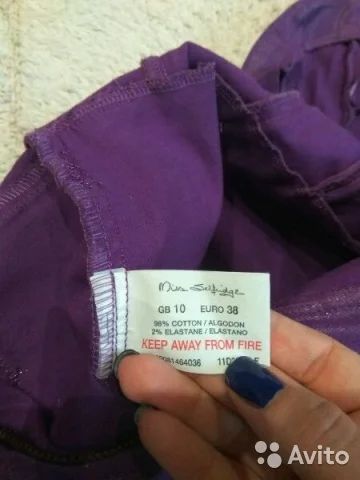 Miss Selfridge
GB 10 EURO 38
98% COTTON / ALGODON
2% ELASTANE / ELASTANO
KEEP AWAY FROM FIRE
Avito